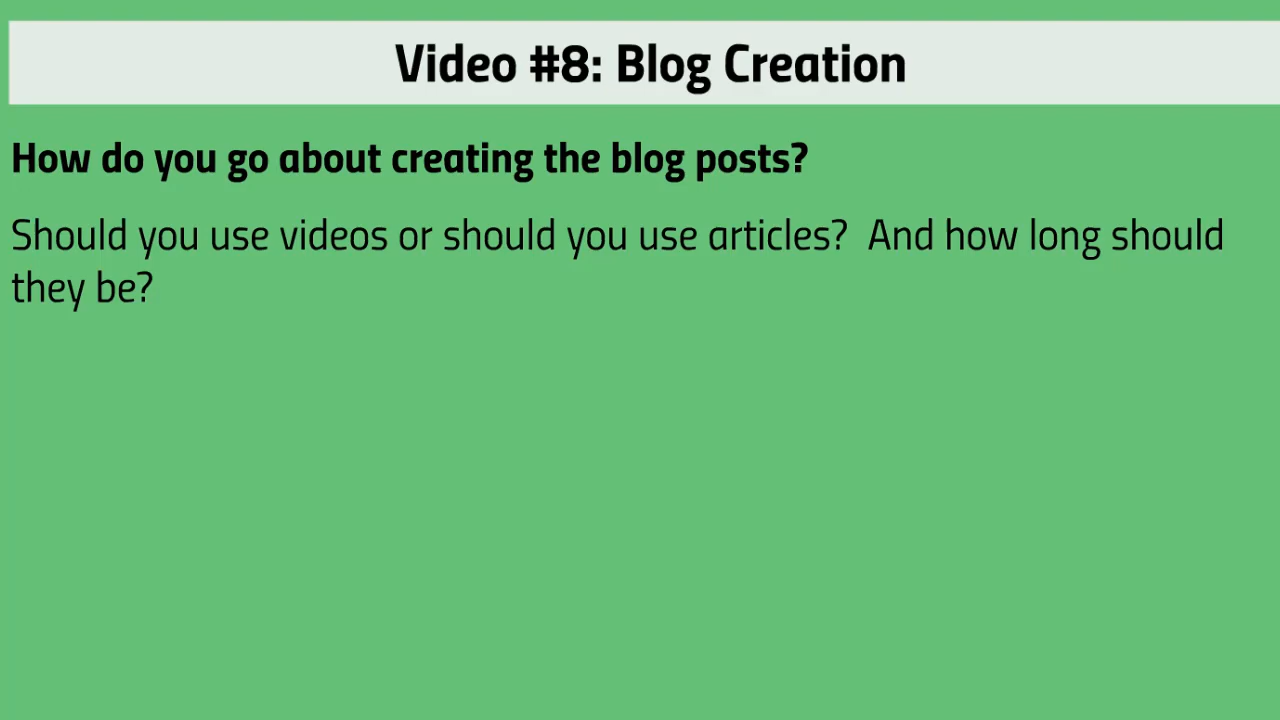 Video #8: Blog Creation
How do you go about creating the blog posts?
Should you use videos or should you use articles?  And how long should
they be?